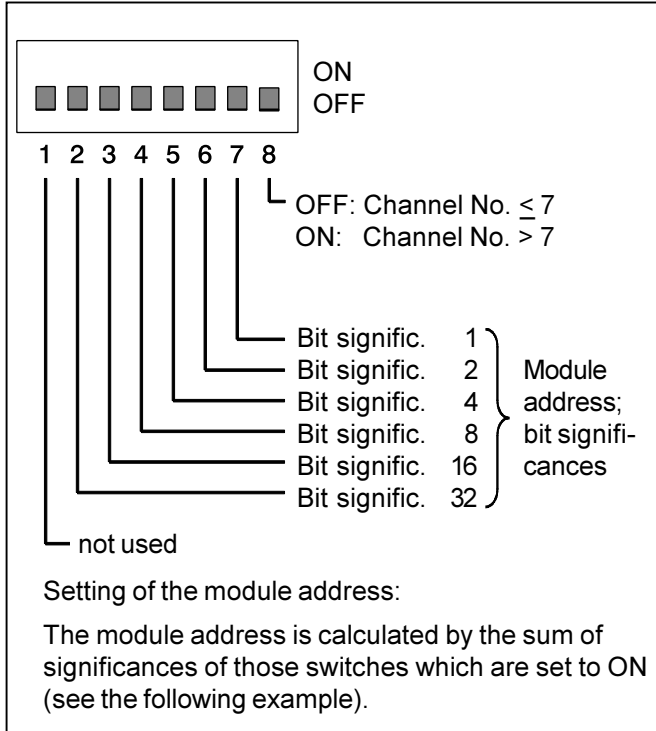 ON
OFF
1 2 3 4 5 6 7 8
OFF: Channel No. ≤ 7
ON: Channel No. > 7
Bit signific. 1
Bit signific. 2
Bit signific. 4
Bit signific. 8
Bit signific. 16
Bit signific. 32
Module
address;
bit signifi-
cances
not used
Setting of the module address:
The module address is calculated by the sum of
significances of those switches which are set to ON
(see the following example).